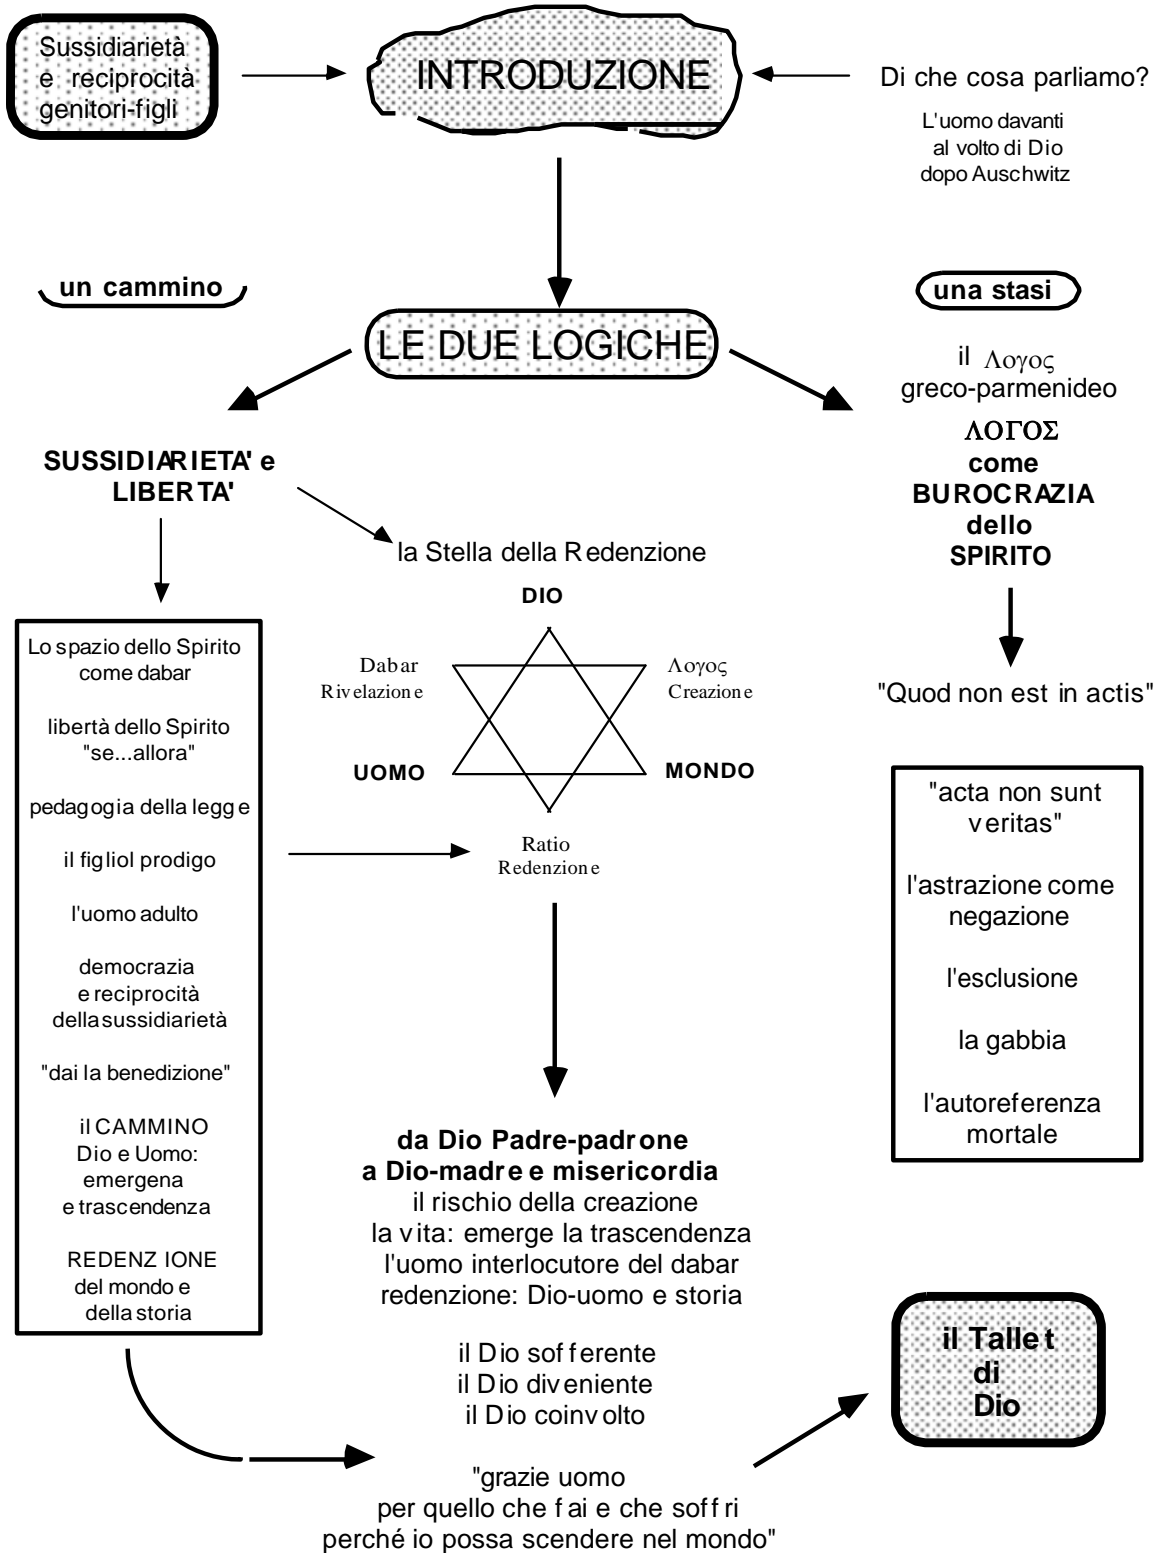 Sussidiarietà
e reciprocità
genitori-figli
INTRODUZIONE
Di che cosa parliamo?
L'uomo davanti
al volto di Dio
dopo Auschwitz
un cammino
una stasi
LE DUE LOGICHE
il Λογος
greco-parmenideo
ΛΟΓΟΣ
come
BUROCRAZIA
dello
SPIRITO
SUSSIDIARIETA' e
LIBERTA'
la Stella della Redenzione
DIO
Dabar
Rivelazione
Λογος
Creazione
UOMO
MONDO
Ratio
Redenzione
Lo spazio dello Spirito
come dabar
libertà dello Spirito
"se...allora"
pedagogia della legge
il figliol prodigo
l'uomo adulto
democrazia
e reciprocità
della sussidiarietà
"dai la benedizione"
il CAMMINO
Dio e Uomo:
emergena
e trascendenza
REDENZIONE
del mondo e
della storia
"Quod non est in actis"
"acta non sunt
veritas"
l'astrazione come
negazione
l'esclusione
la gabbia
l'autoreferenza
mortale
da Dio Padre-padrone
a Dio-madre e misericordia
il rischio della creazione
la vita: emerge la trascendenza
l'uomo interlocutore del dabar
redenzione: Dio-uomo e storia
il Dio sofferente
il Dio diveniente
il Dio coinvolto
"grazie uomo
per quello che fai e che soffri
perché io possa scendere nel mondo"
il Tallet
di
Dio